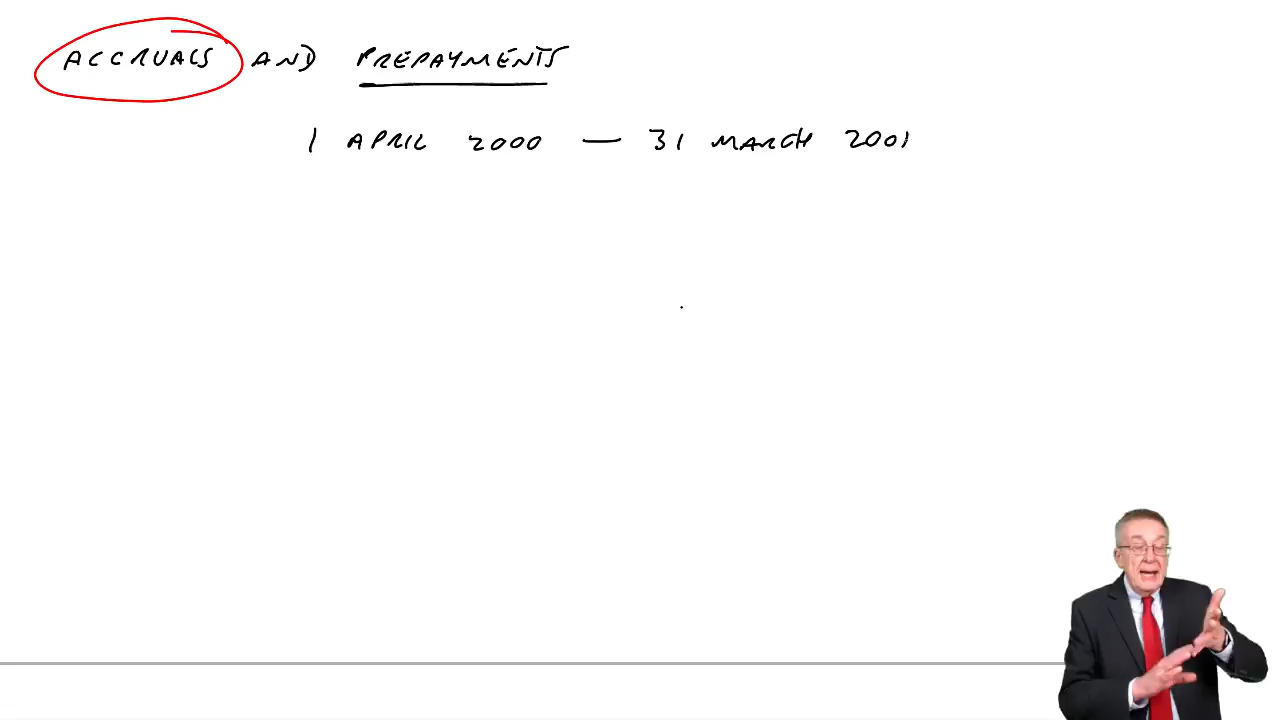 ACCRUALS AND PREPAYMENTS
1 APRIL 2000 — 31 MARCH 2001